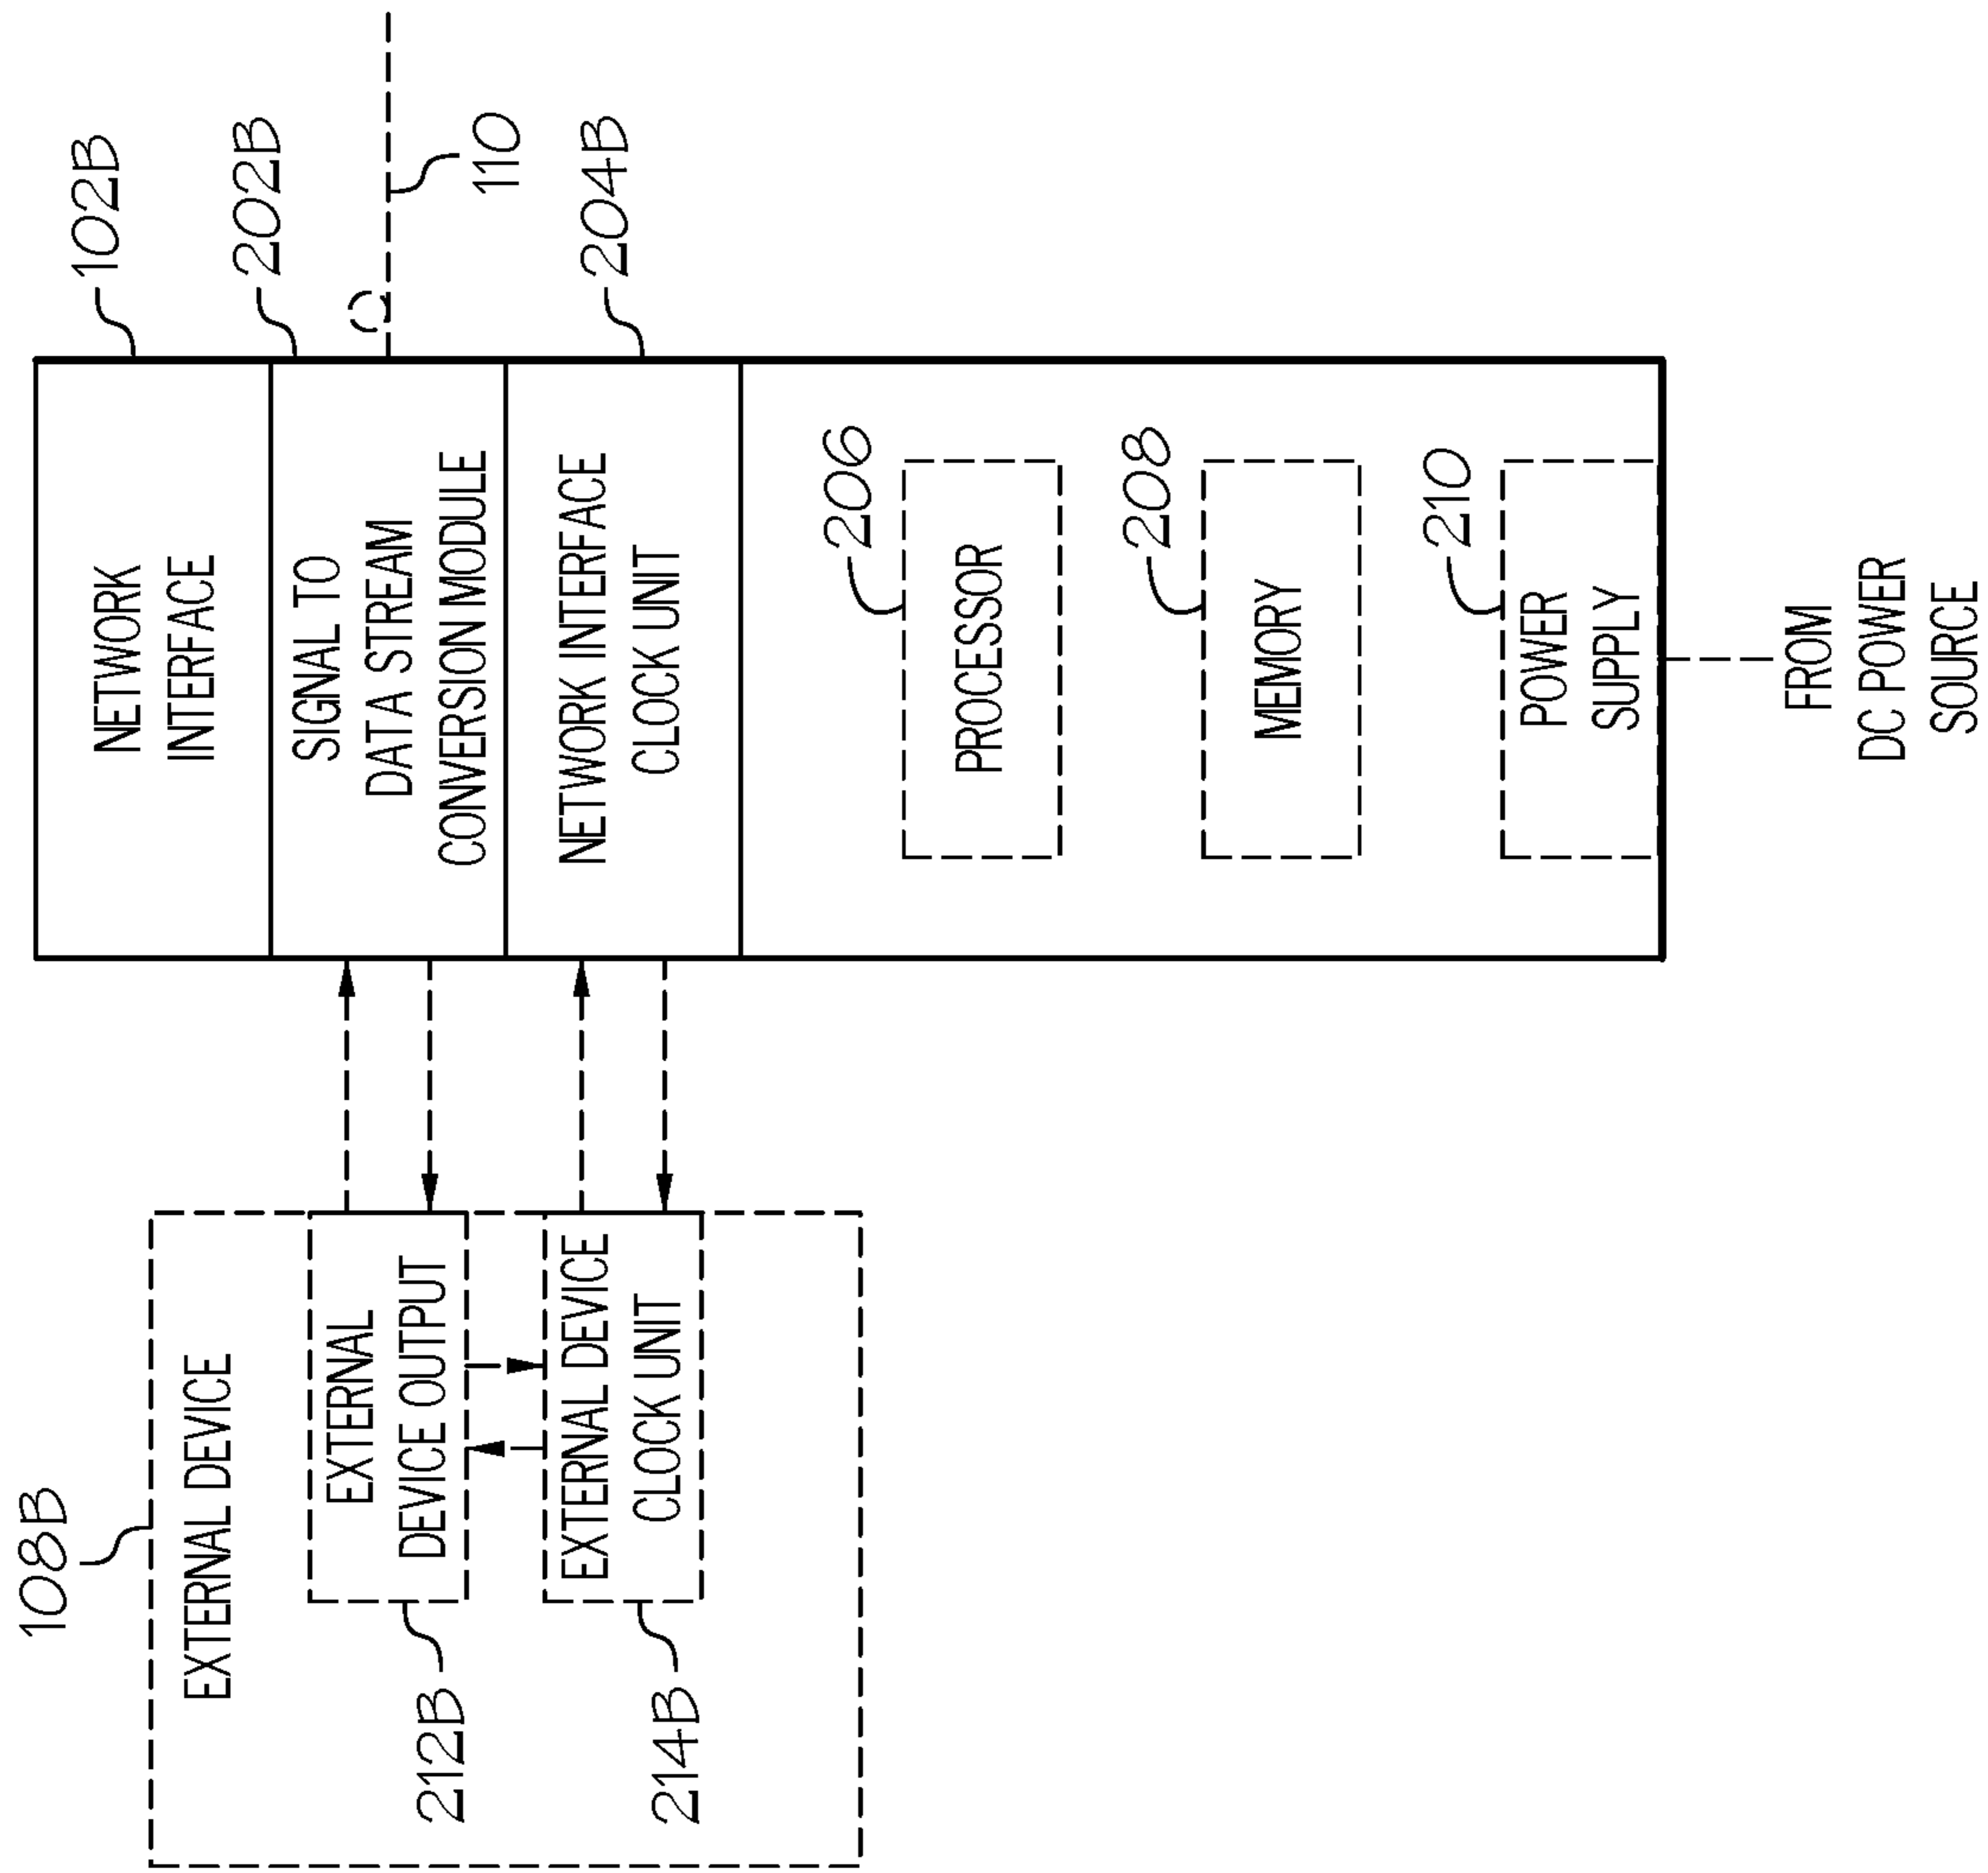 108B
EXTERNAL DEVICE
EXTERNAL
DEVICE OUTPUT
212B
EXTERNAL DEVICE
CLOCK UNIT
214B
NETWORK
INTERFACE
102B
SIGNAL TO
DATA STREAM
CONVERSION MODULE
202B
110
NETWORK INTERFACE
CLOCK UNIT
204B
206
PROCESSOR
208
MEMORY
210
POWER
SUPPLY
FROM
DC POWER
SOURCE